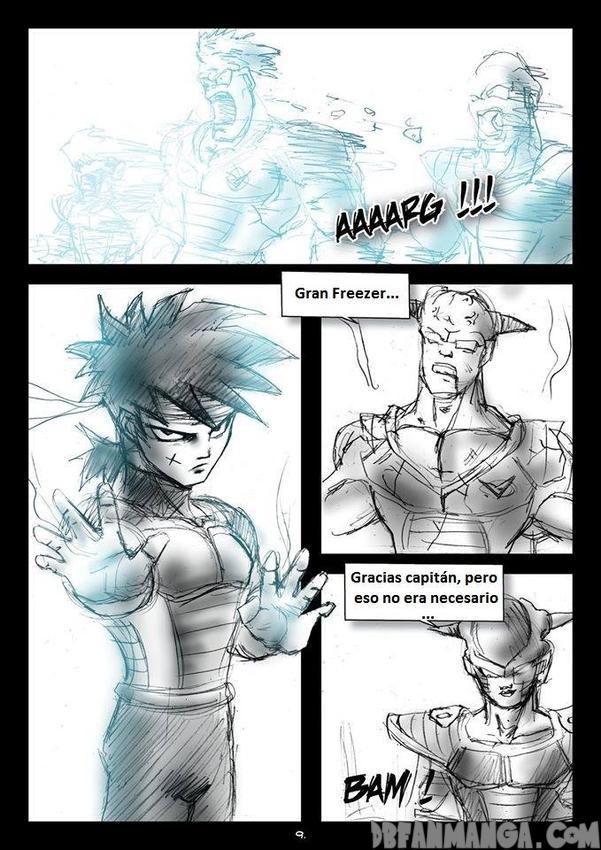 AAAARG !!!
Gran Freezer...
Gracias capitán, pero
eso no era necesario
...
BAM !
9.
DBFANMANGA.COM